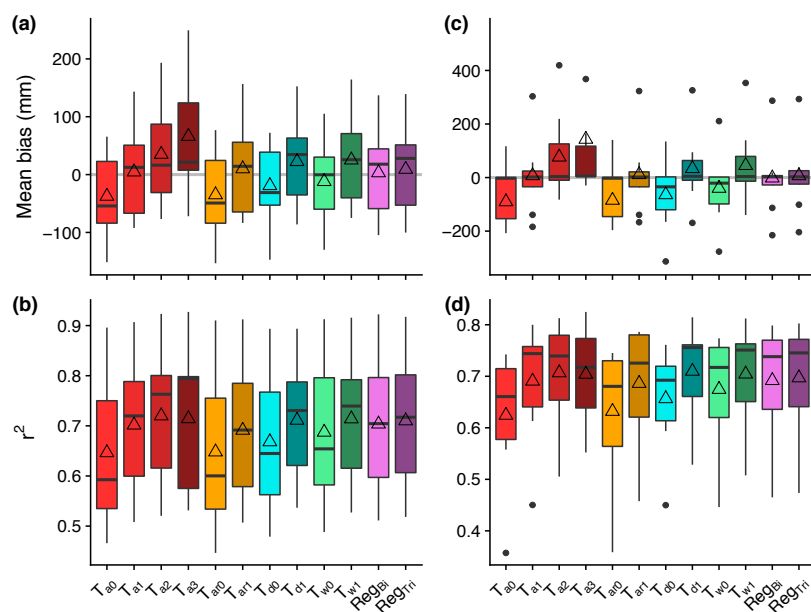 (a)
Mean bias (mm)
200
100
0
−100
(c)
400
200
0
−200
(b)
r²
0.9
0.8
0.7
0.6
0.5
Ta0 Ta1 Ta2 Ta3 Tar0 Tar1 Td0 Td1 Tw0 Tw1 RegBi RegTri
(d)
0.8
0.7
0.6
0.5
0.4
Ta0 Ta1 Ta2 Ta3 Tar0 Tar1 Td0 Td1 Tw0 Tw1 RegBi RegTri